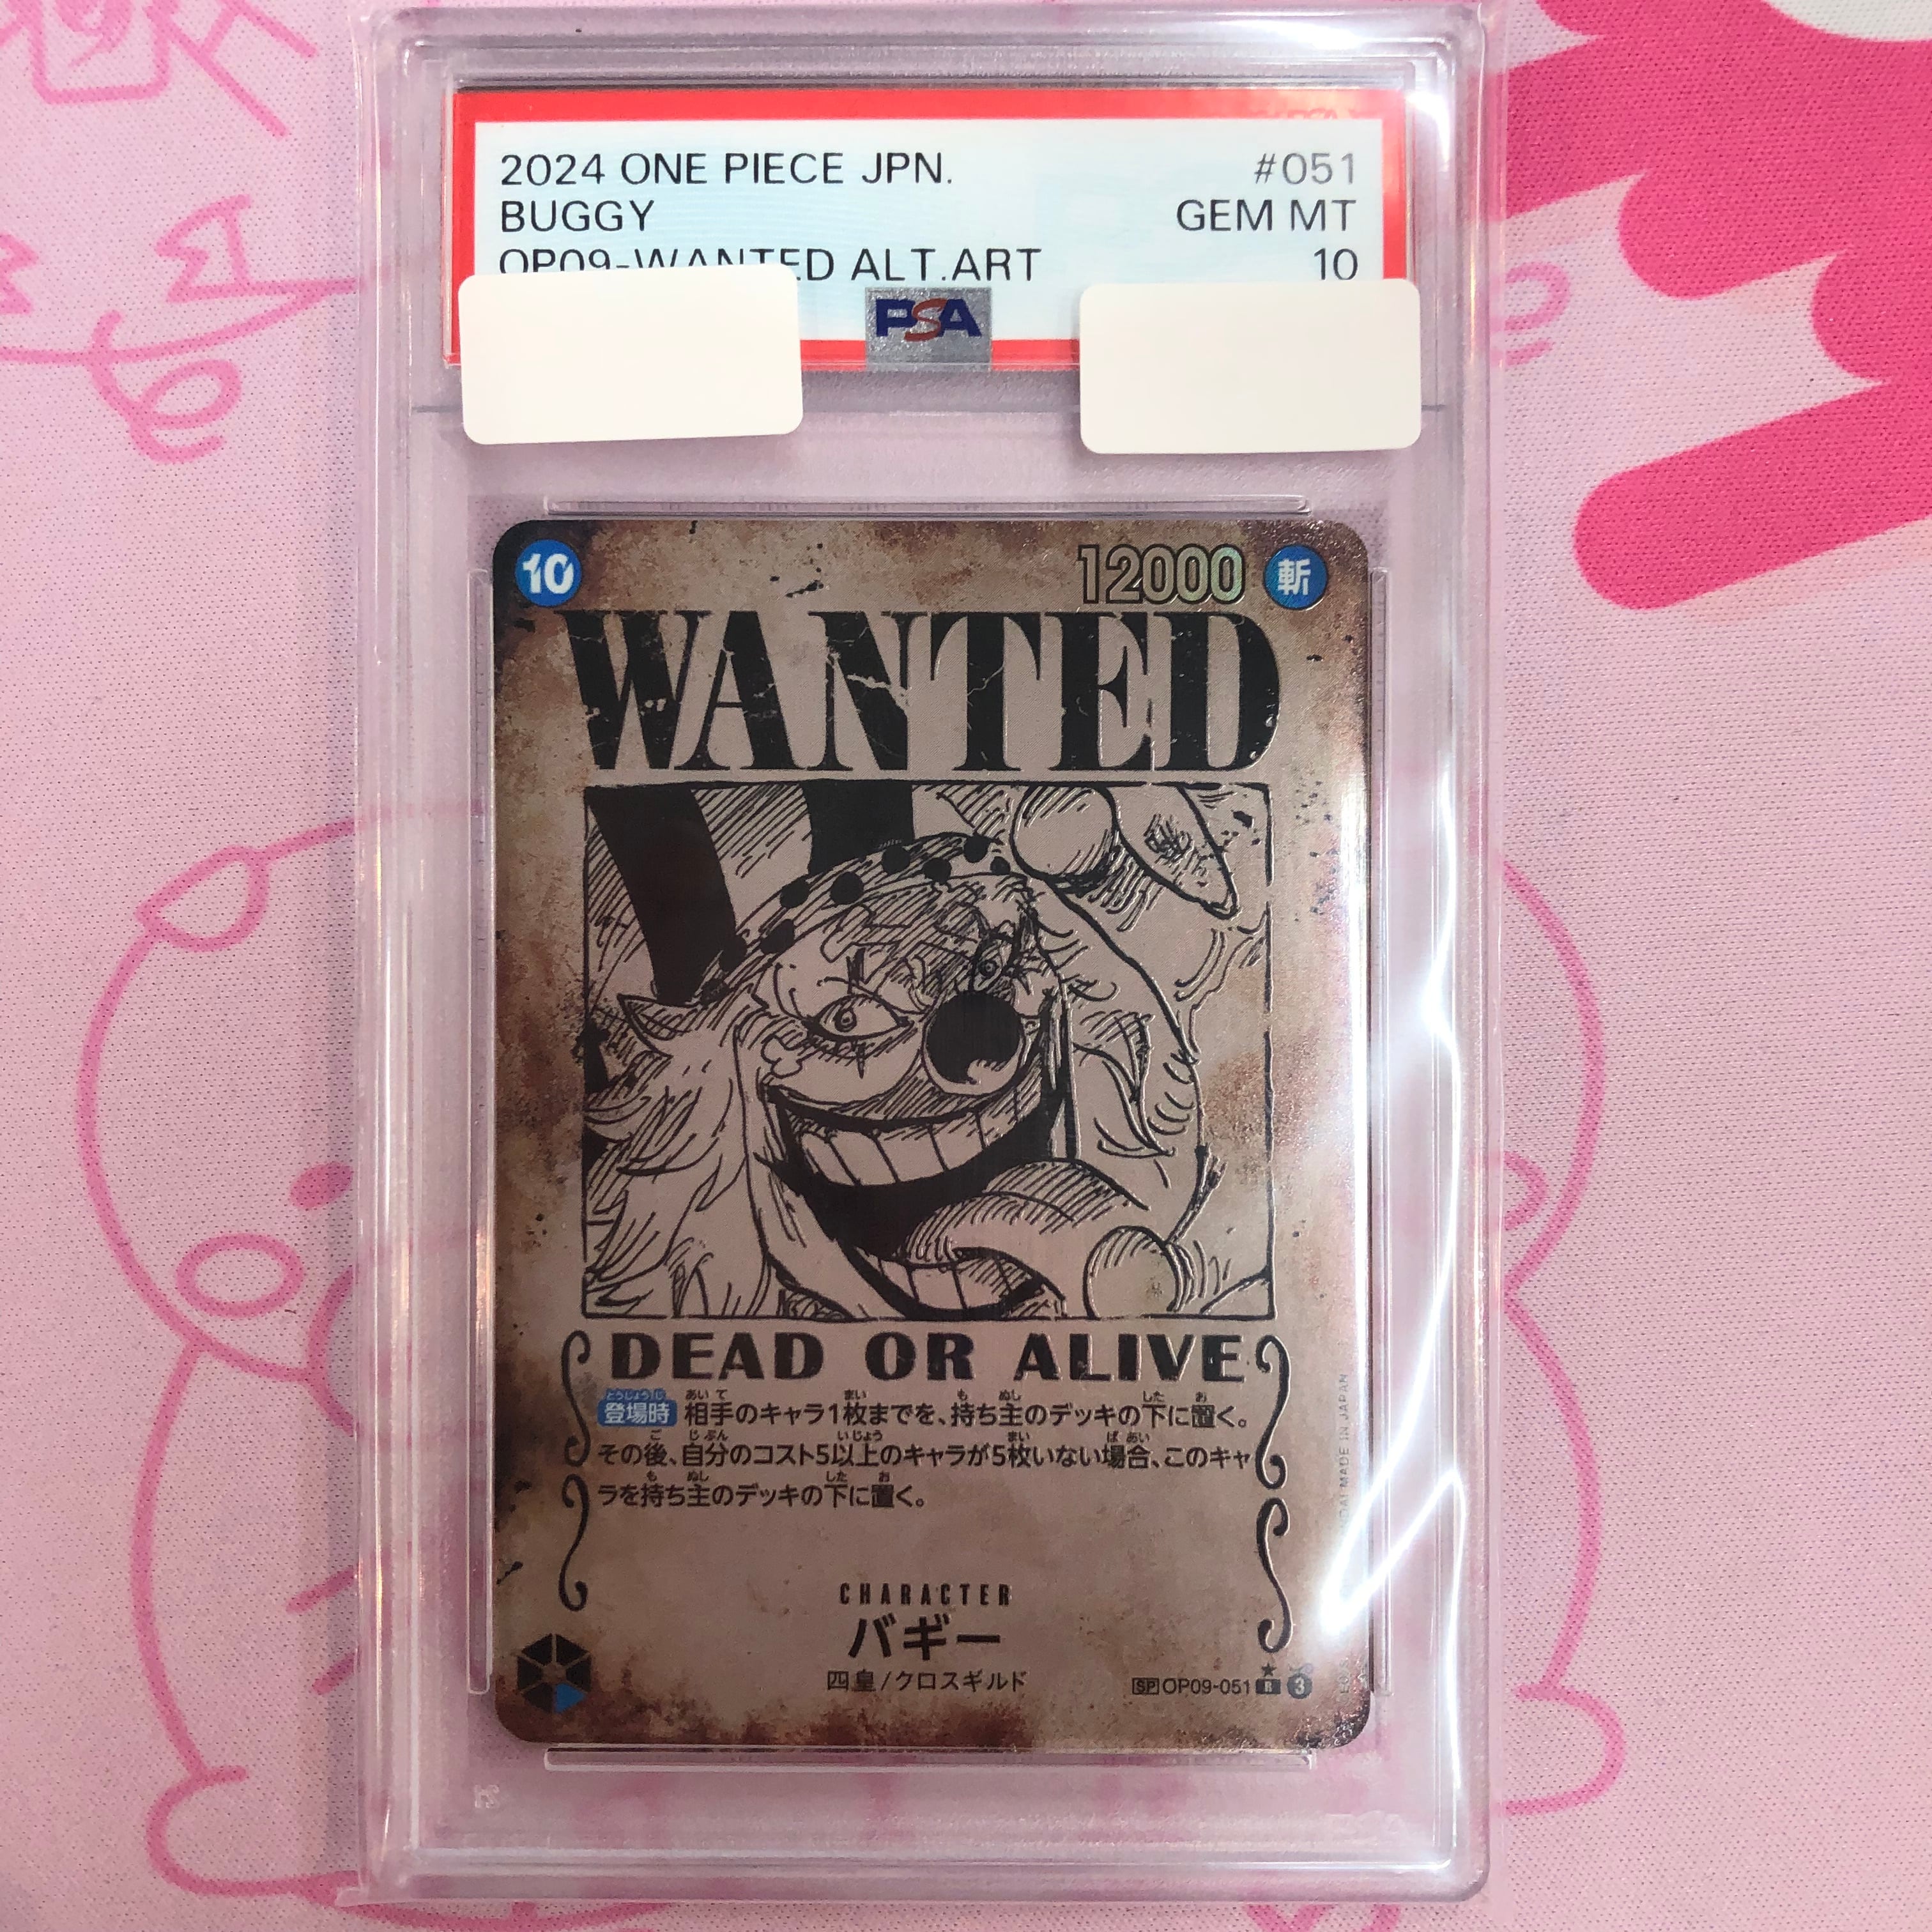 2024 ONE PIECE JPN. #051
BUGGY GEM MT
OP09-WANTED ALT.ART 10
PSA
10 12000 斬
WANTED
DEAD OR ALIVE
登場時 相手のキャラ1枚までを、持ち主のデッキの下に置く。
その後、自分のコスト5以上のキャラが5枚いない場合、このキャ
ラを持ち主のデッキの下に置く。
CHARACTER
バギー
四皇/クロスギルド
SP OP09-051 R 3
MADE IN JAPAN